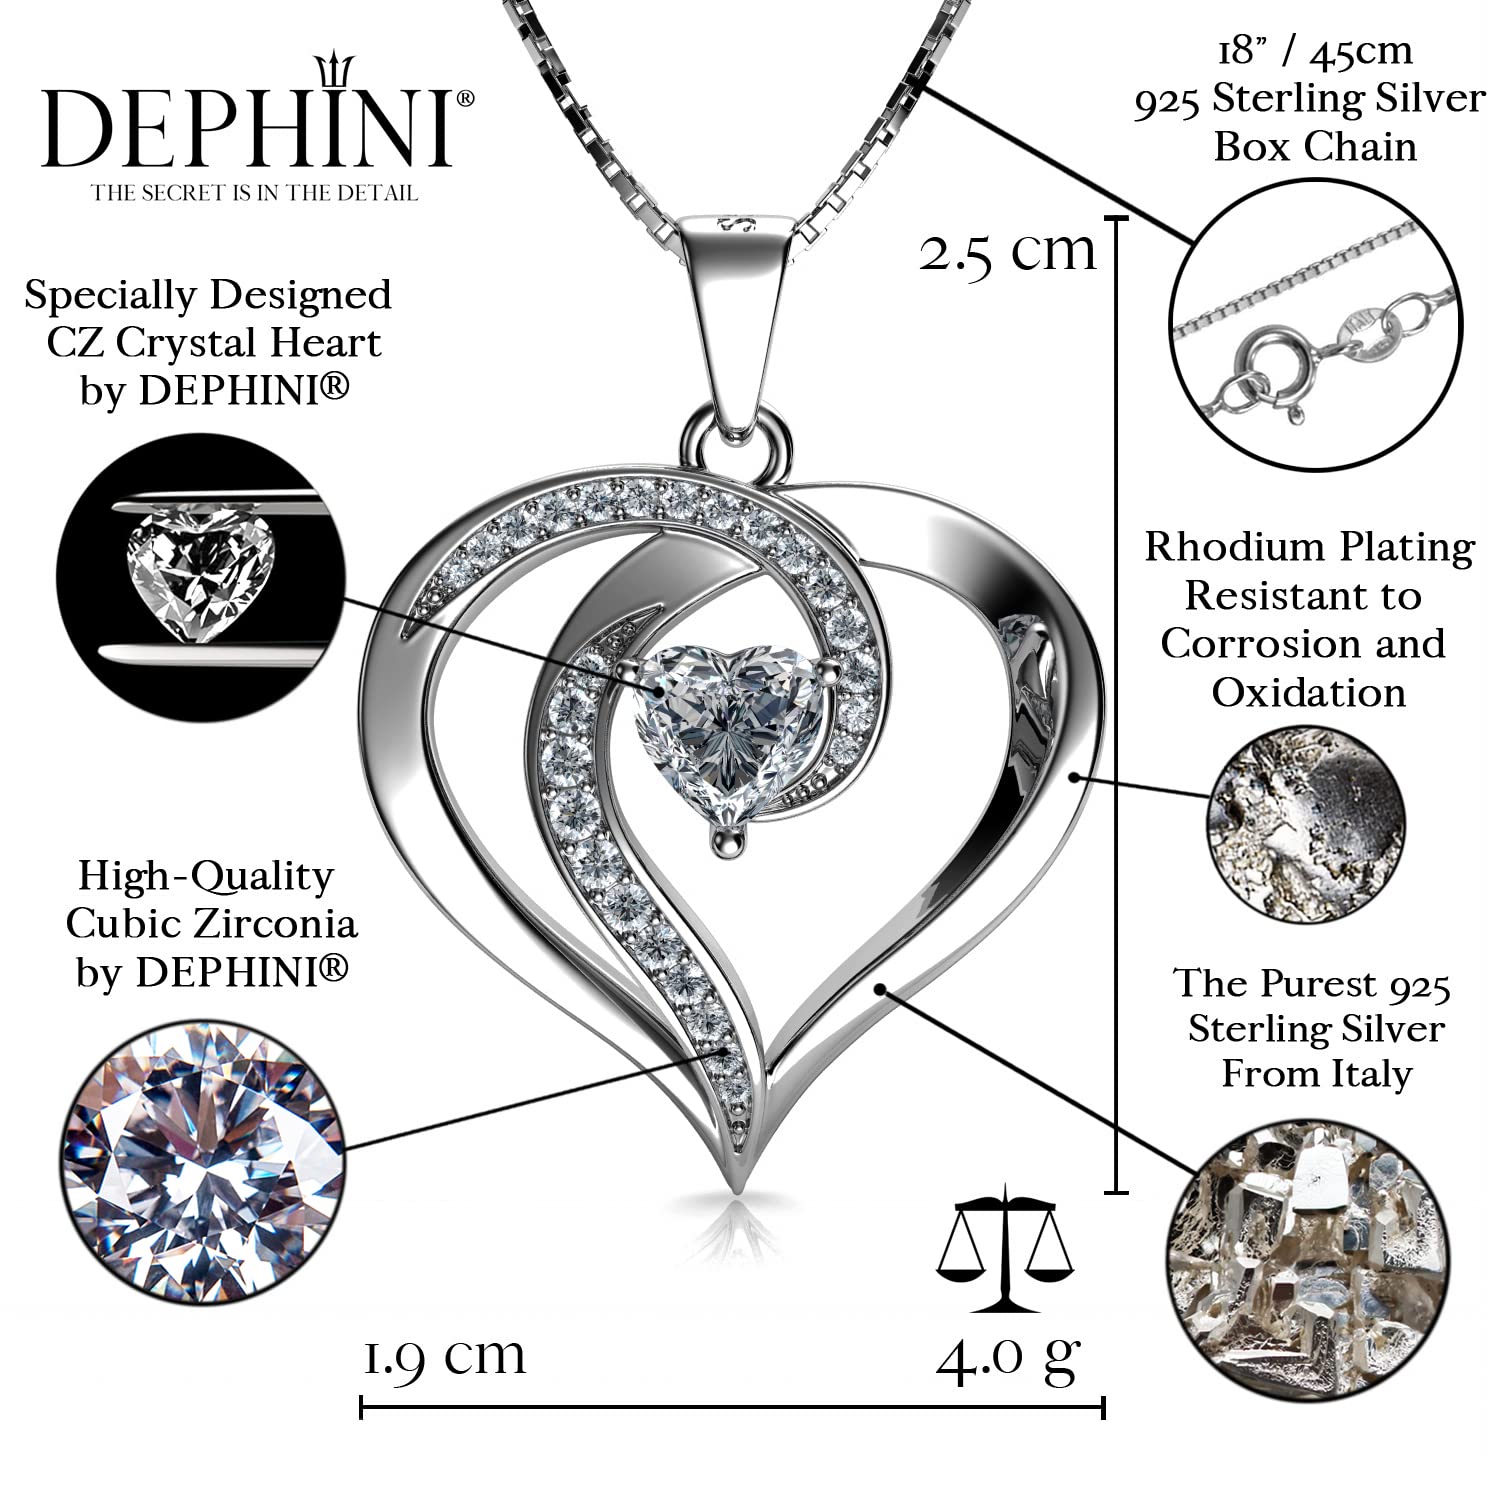 DEPHINI®
THE SECRET IS IN THE DETAIL
18” / 45cm
925 Sterling Silver
Box Chain
2.5 cm
S
Specially Designed
CZ Crystal Heart
by DEPHINI®
Rhodium Plating
Resistant to
Corrosion and
Oxidation
High-Quality
Cubic Zirconia
by DEPHINI®
The Purest 925
Sterling Silver
From Italy
1.9 cm
4.0 g